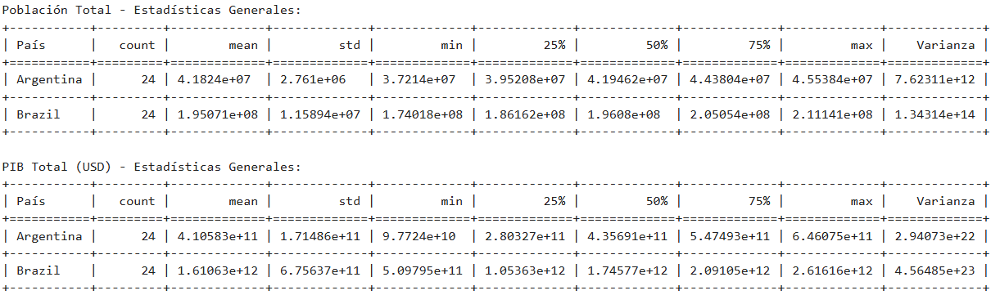 Población Total - Estadísticas Generales:
+-----------+---------+-------------+-------------+-------------+-------------+-------------+-------------+-------------+-------------+
| País      |   count |        mean |         std |         min |         25% |         50% |         75% |         max |    Varianza |
+===========+=========+=============+=============+=============+=============+=============+=============+=============+=============+
| Argentina |      24 | 4.1824e+07  | 2.761e+06   | 3.7214e+07  | 3.95208e+07 | 4.19462e+07 | 4.43804e+07 | 4.55384e+07 | 7.62311e+12 |
+-----------+---------+-------------+-------------+-------------+-------------+-------------+-------------+-------------+-------------+
| Brazil    |      24 | 1.95071e+08 | 1.15894e+07 | 1.74018e+08 | 1.86162e+08 | 1.9608e+08  | 2.05054e+08 | 2.11141e+08 | 1.34314e+14 |
+-----------+---------+-------------+-------------+-------------+-------------+-------------+-------------+-------------+-------------+
PIB Total (USD) - Estadísticas Generales:
+-----------+---------+-------------+-------------+-------------+-------------+-------------+-------------+-------------+-------------+
| País      |   count |        mean |         std |         min |         25% |         50% |         75% |         max |    Varianza |
+===========+=========+=============+=============+=============+=============+=============+=============+=============+=============+
| Argentina |      24 | 4.10583e+11 | 1.71486e+11 | 9.7724e+10  | 2.80327e+11 | 4.35691e+11 | 5.47493e+11 | 6.46075e+11 | 2.94073e+22 |
+-----------+---------+-------------+-------------+-------------+-------------+-------------+-------------+-------------+-------------+
| Brazil    |      24 | 1.61063e+12 | 6.75637e+11 | 5.09795e+11 | 1.05363e+12 | 1.74577e+12 | 2.09105e+12 | 2.61616e+12 | 4.56485e+23 |
+-----------+---------+-------------+-------------+-------------+-------------+-------------+-------------+-------------+-------------+